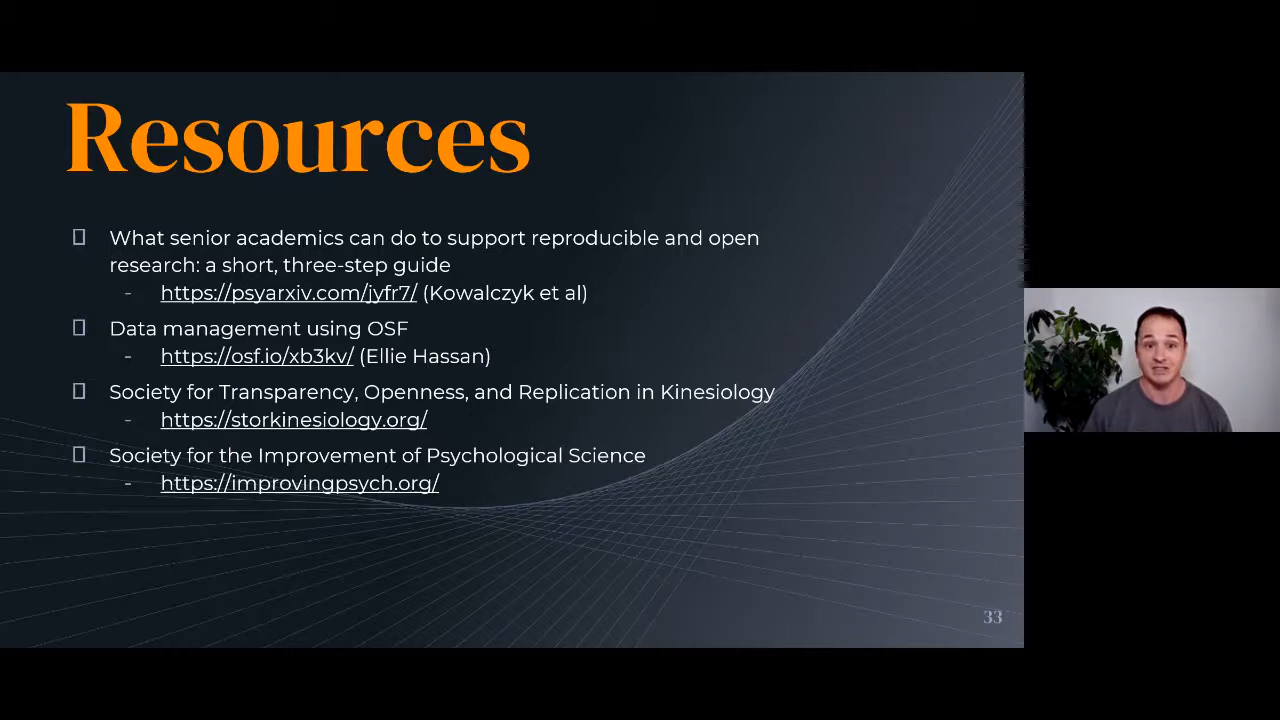 Resources
What senior academics can do to support reproducible and open
research: a short, three-step guide
- https://psyarxiv.com/jyfr7/ (Kowalczyk et al)
Data management using OSF
- https://osf.io/xb3kv/ (Ellie Hassan)
Society for Transparency, Openness, and Replication in Kinesiology
- https://storkinesiology.org/
Society for the Improvement of Psychological Science
- https://improvingpsych.org/
33